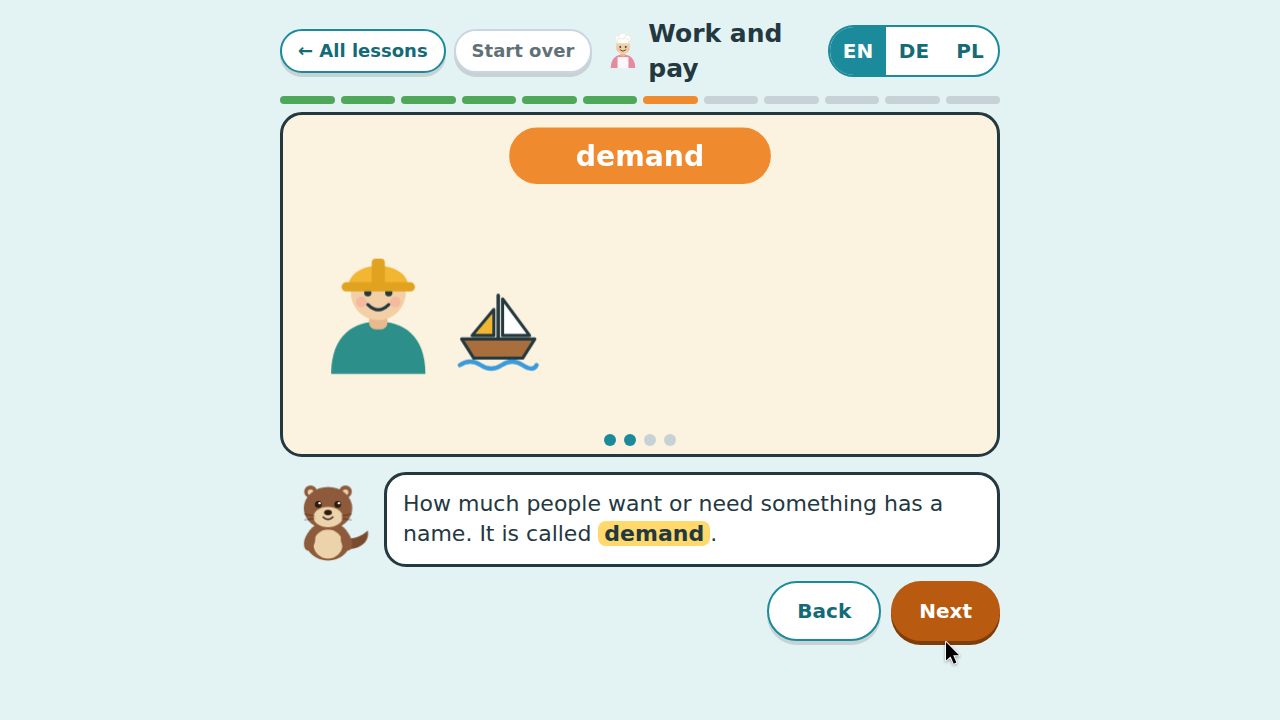 ← All lessons
Start over
Work and
pay
EN DE PL
demand
How much people want or need something has a
name. It is called demand.
Back
Next